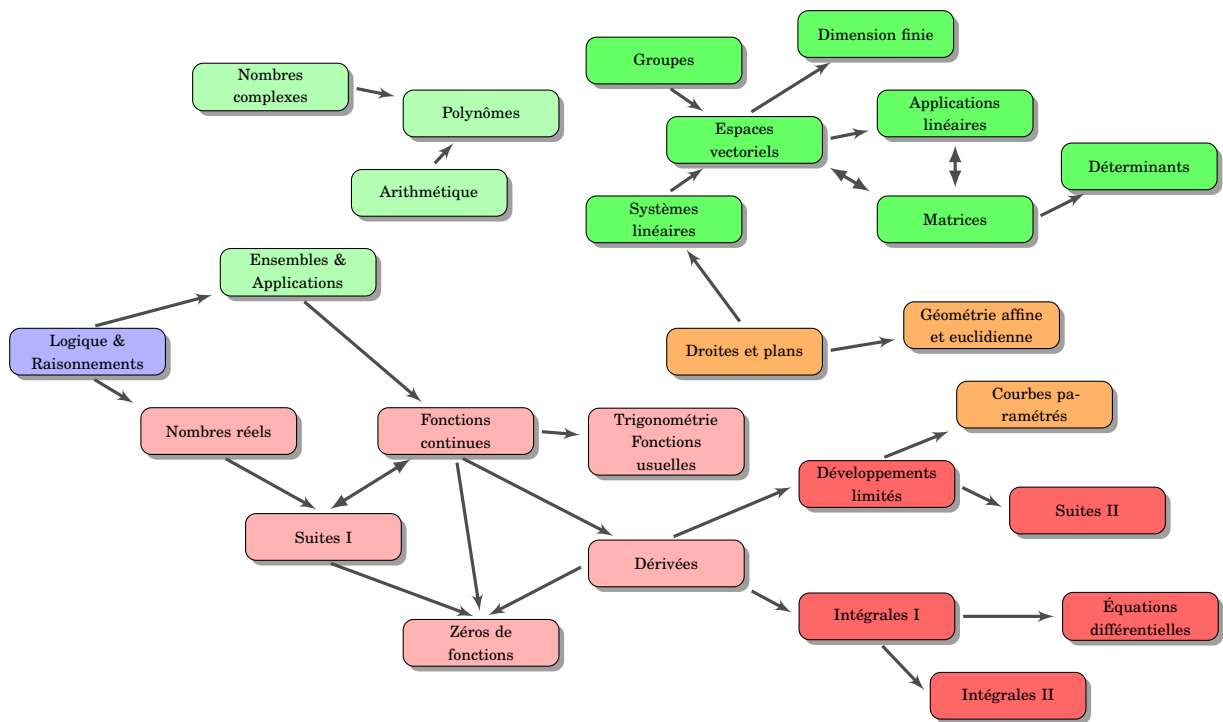 Dimension finie
Groupes
Nombres
complexes
Polynômes
Applications
linéaires
Espaces
vectoriels
Déterminants
Arithmétique
Systèmes
linéaires
Matrices
Ensembles &
Applications
Logique &
Raisonnements
Droites et plans
Géométrie affine
et euclidienne
Courbes pa-
ramétrés
Nombres réels
Fonctions
continues
Trigonométrie
Fonctions
usuelles
Développements
limités
Suites II
Suites I
Dérivées
Intégrales I
Équations
différentielles
Zéros de
fonctions
Intégrales II